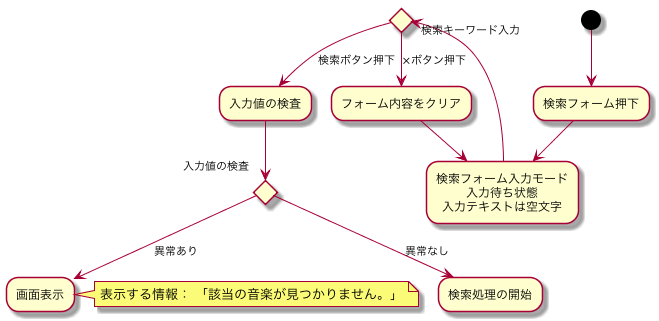 検索キーワード入力
検索ボタン押下
×ボタン押下
入力値の検査
フォーム内容をクリア
検索フォーム押下
入力値の検査
検索フォーム入力モード
入力待ち状態
入力テキストは空文字
異常あり
異常なし
画面表示
表示する情報：「該当の音楽が見つかりません。」
検索処理の開始